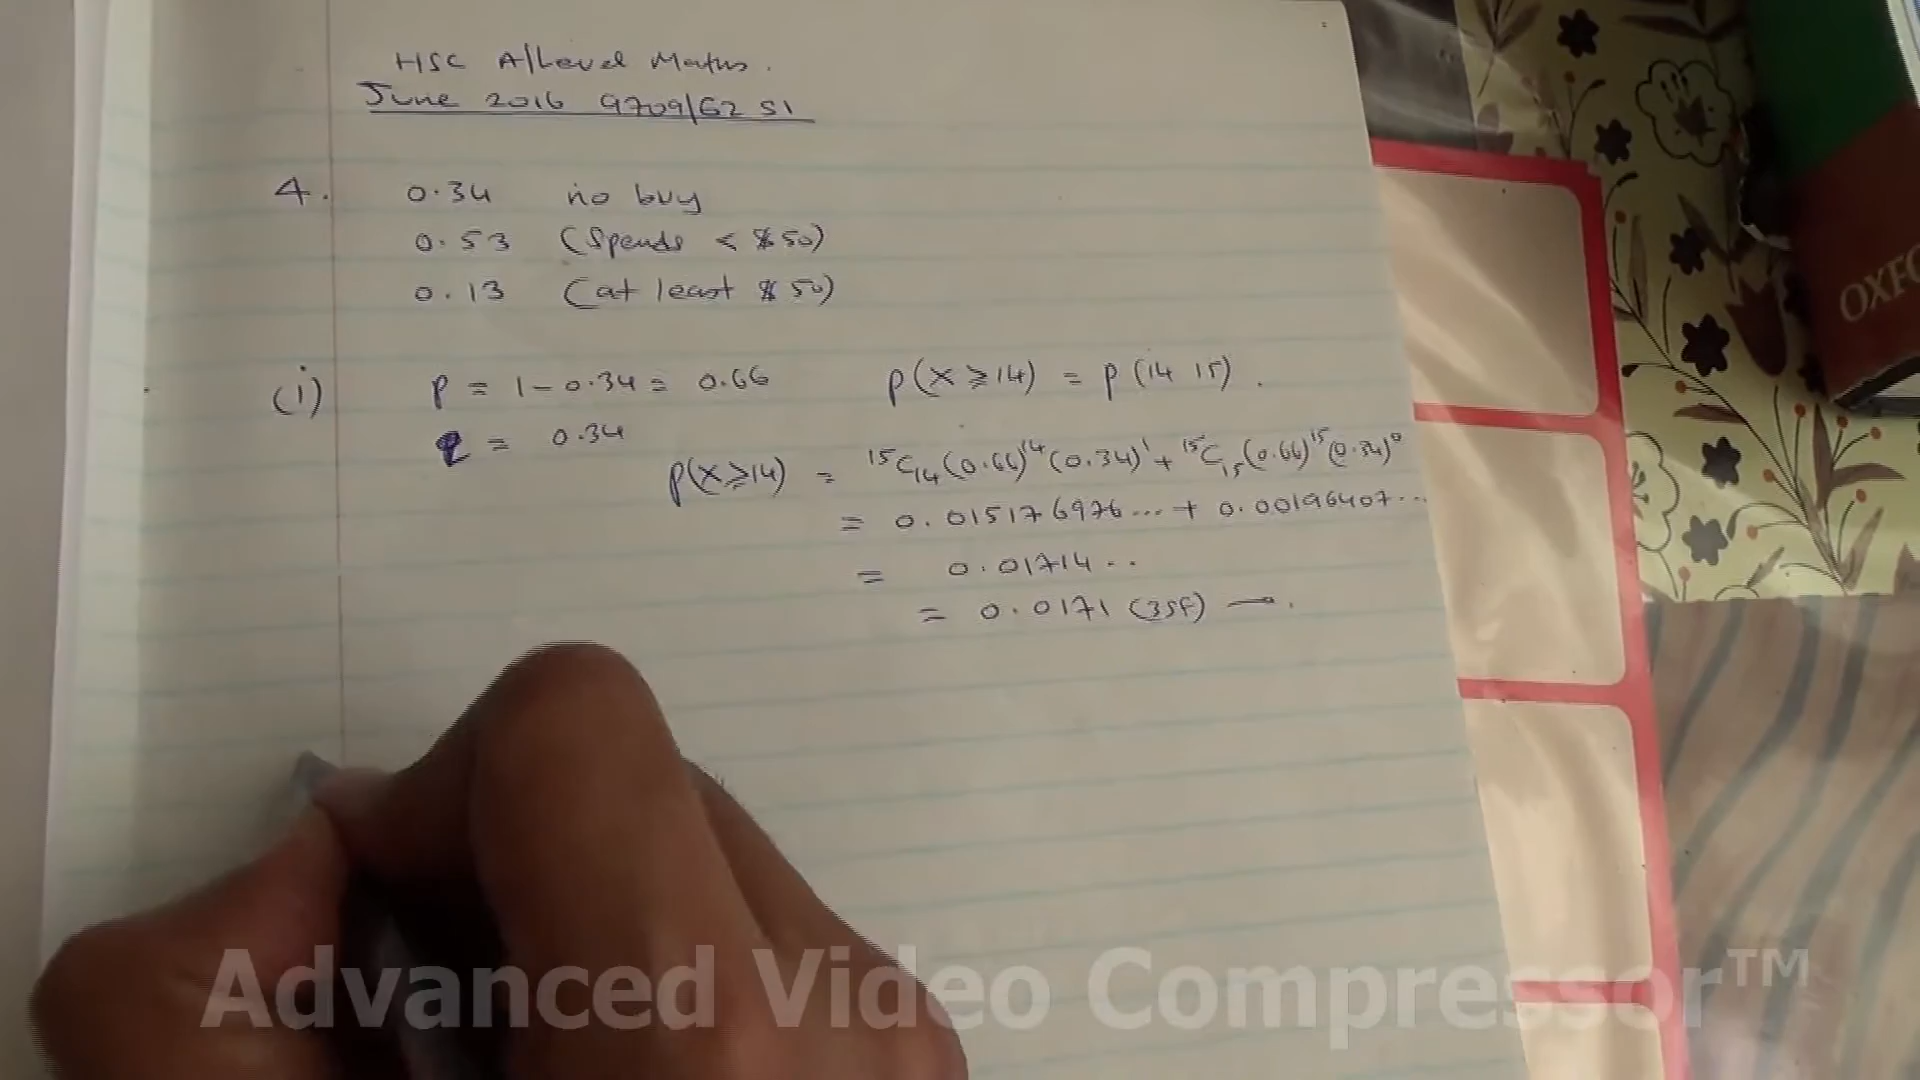 HSC A/Level Maths.
June 2016 9709/62 S1
4. 0.34 no buy
0.53 (Spends < $50)
0.13 (at least $50)
(i) p = 1 - 0.34 = 0.66 P(X ≥ 14) = P(14 15).
q = 0.34
P(X ≥ 14) = ¹⁵C₁₄(0.66)¹⁴(0.34)¹ + ¹⁵C₁₅(0.66)¹⁵(0.34)⁰
= 0.015176976... + 0.00196407...
= 0.01714..
= 0.0171 (3SF)
OXFO
Advanced Video Compressor™